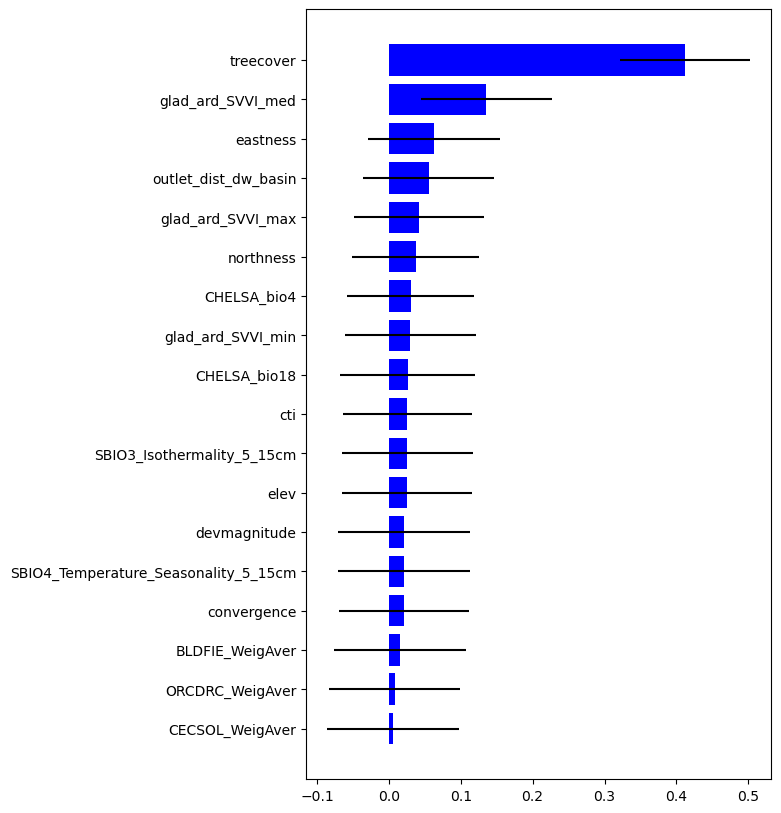 treecover
glad_ard_SVVI_med
eastness
outlet_dist_dw_basin
glad_ard_SVVI_max
northness
CHELSA_bio4
glad_ard_SVVI_min
CHELSA_bio18
cti
SBIO3_Isothermality_5_15cm
elev
devmagnitude
SBIO4_Temperature_Seasonality_5_15cm
convergence
BLDFIE_WeigAver
ORCDRC_WeigAver
CECSOL_WeigAver
−0.1 0.0 0.1 0.2 0.3 0.4 0.5